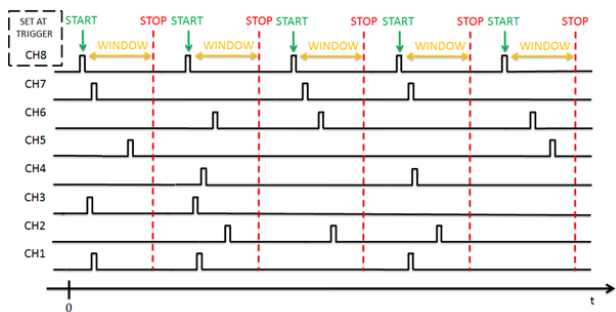 SET AT
TRIGGER
START STOP START STOP START STOP START STOP START STOP
WINDOW WINDOW WINDOW WINDOW WINDOW
CH8
CH7
CH6
CH5
CH4
CH3
CH2
CH1
0 t